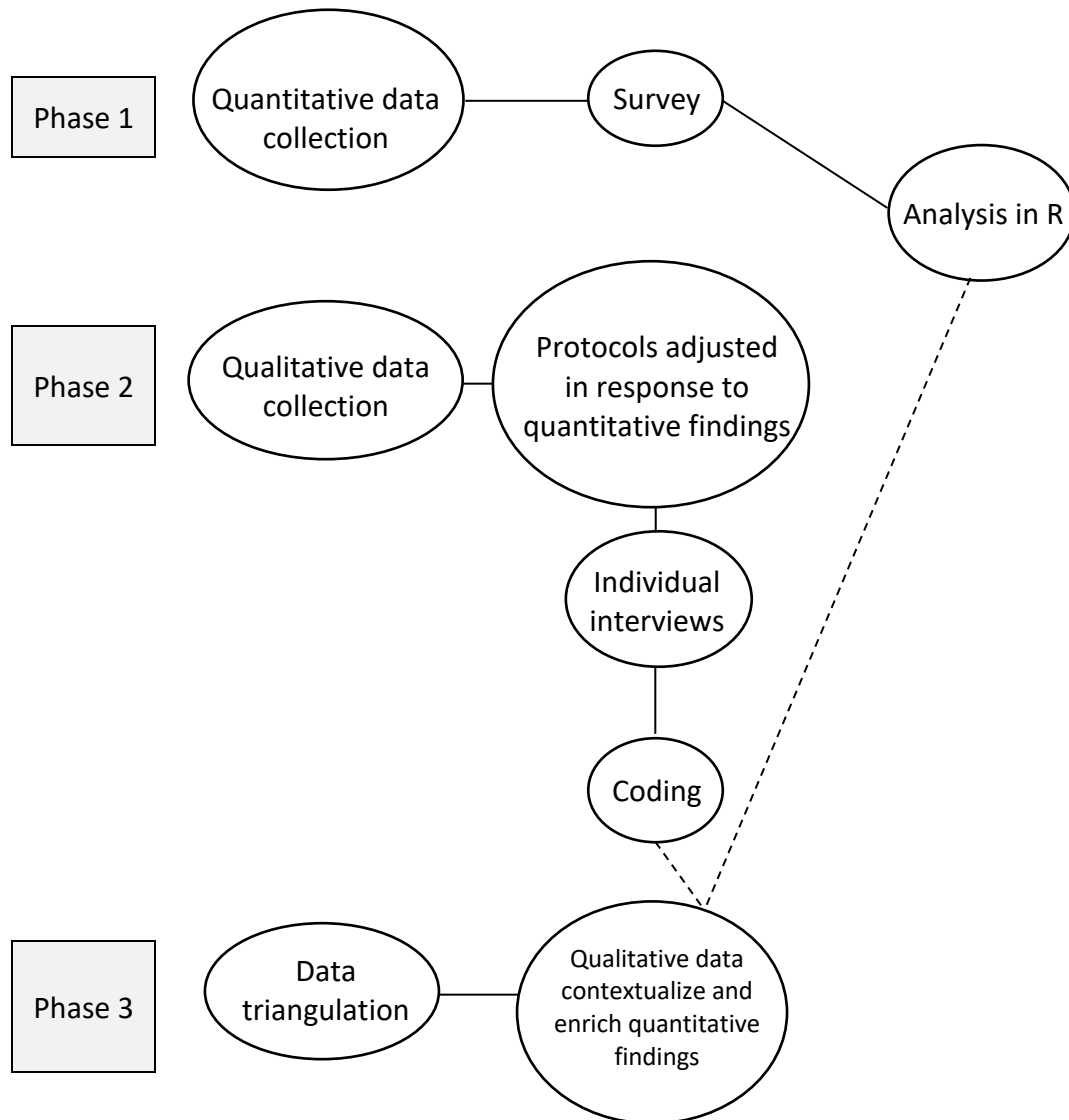 Phase 1
Quantitative data
collection
Survey
Analysis in R
Phase 2
Qualitative data
collection
Protocols adjusted
in response to
quantitative findings
Individual
interviews
Coding
Phase 3
Data
triangulation
Qualitative data
contextualize and
enrich quantitative
findings